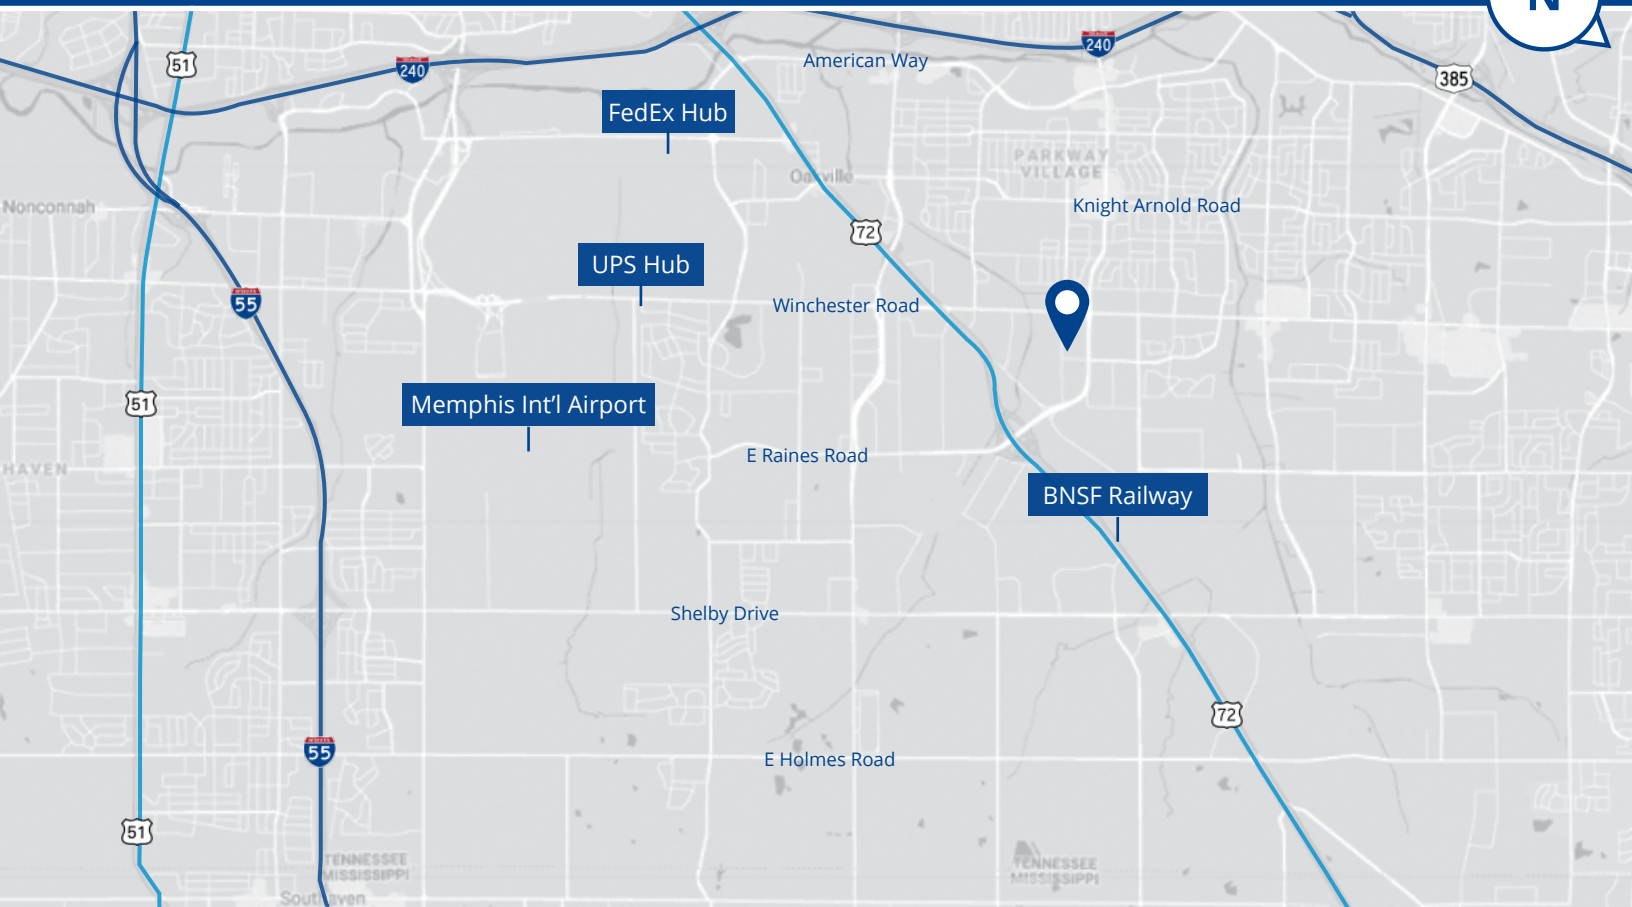 N
51
240
240
American Way
385
FedEx Hub
PARKWAY
VILLAGE
Oakville
Nonconnah
Knight Arnold Road
72
UPS Hub
55
Winchester Road
51
Memphis Int'l Airport
E Raines Road
HAVEN
BNSF Railway
Shelby Drive
72
55
E Holmes Road
51
TENNESSEE
MISSISSIPPI
TENNESSEE
MISSISSIPPI
Southaven